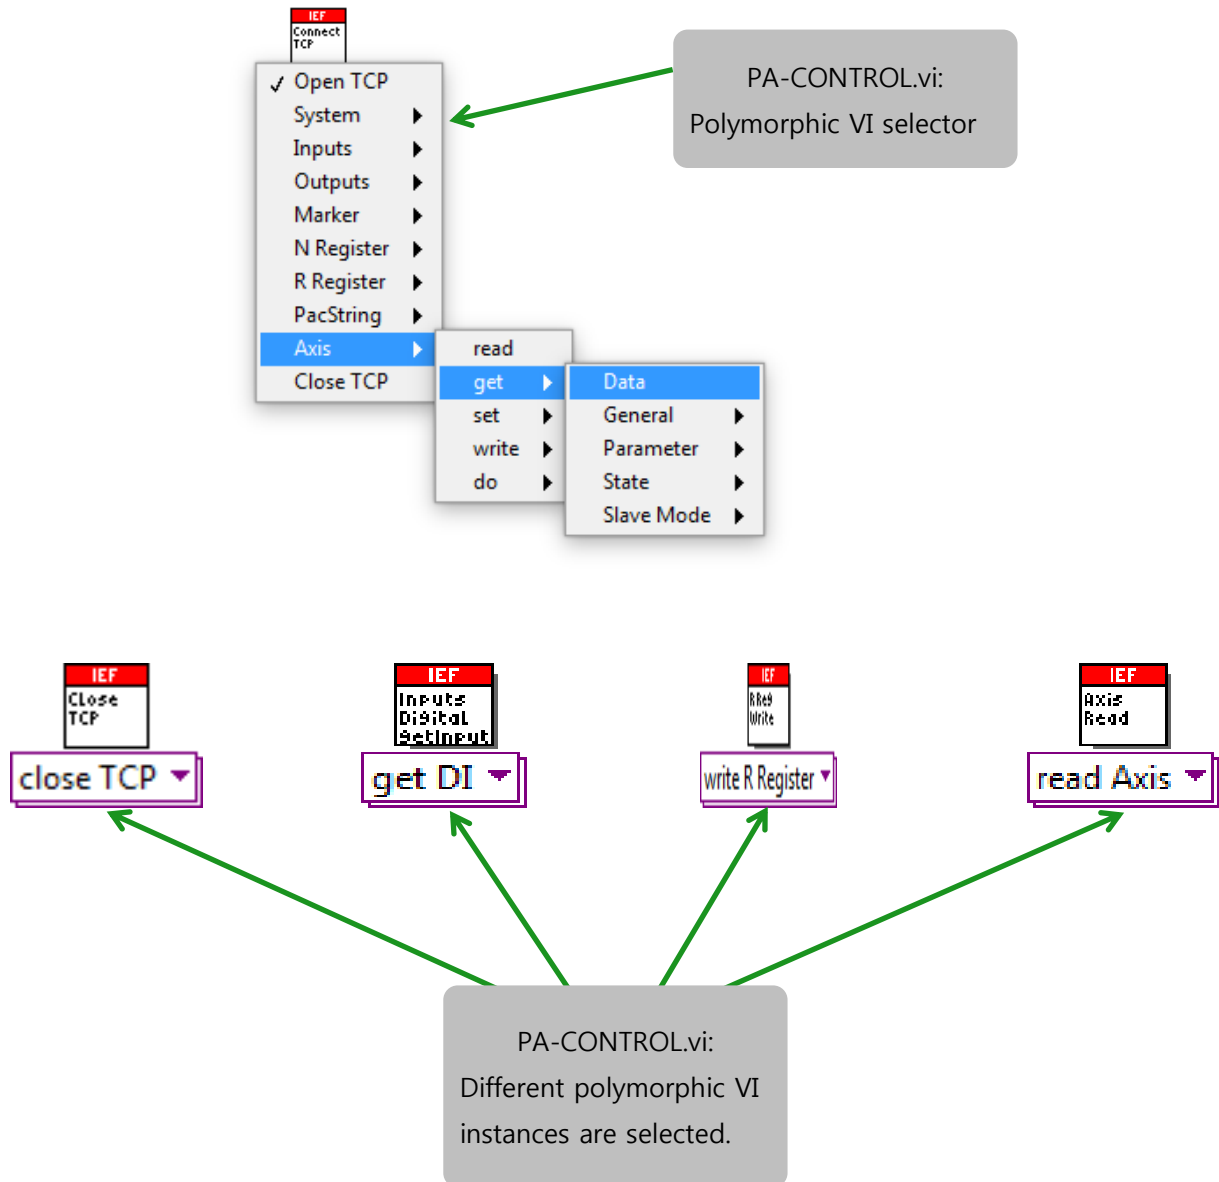 IEF
Connect
TCP
✓ Open TCP
System
Inputs
Outputs
Marker
N Register
R Register
PacString
Axis
Close TCP
read
get
set
write
do
Data
General
Parameter
State
Slave Mode
PA-CONTROL.vi:
Polymorphic VI selector
IEF
CLose
TCP
close TCP
IEF
Inputs
DigitaL
GetInput
get DI
IEF
RReg
Write
write R Register
IEF
Axis
Read
read Axis
PA-CONTROL.vi:
Different polymorphic VI
instances are selected.